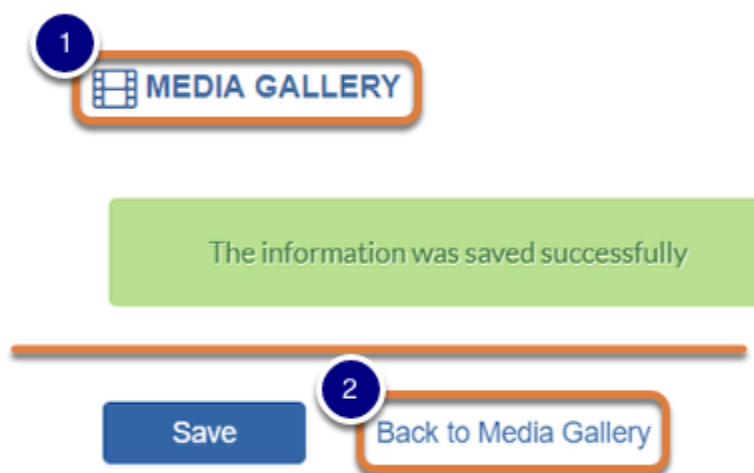 1
MEDIA GALLERY
The information was saved successfully
2
Save Back to Media Gallery